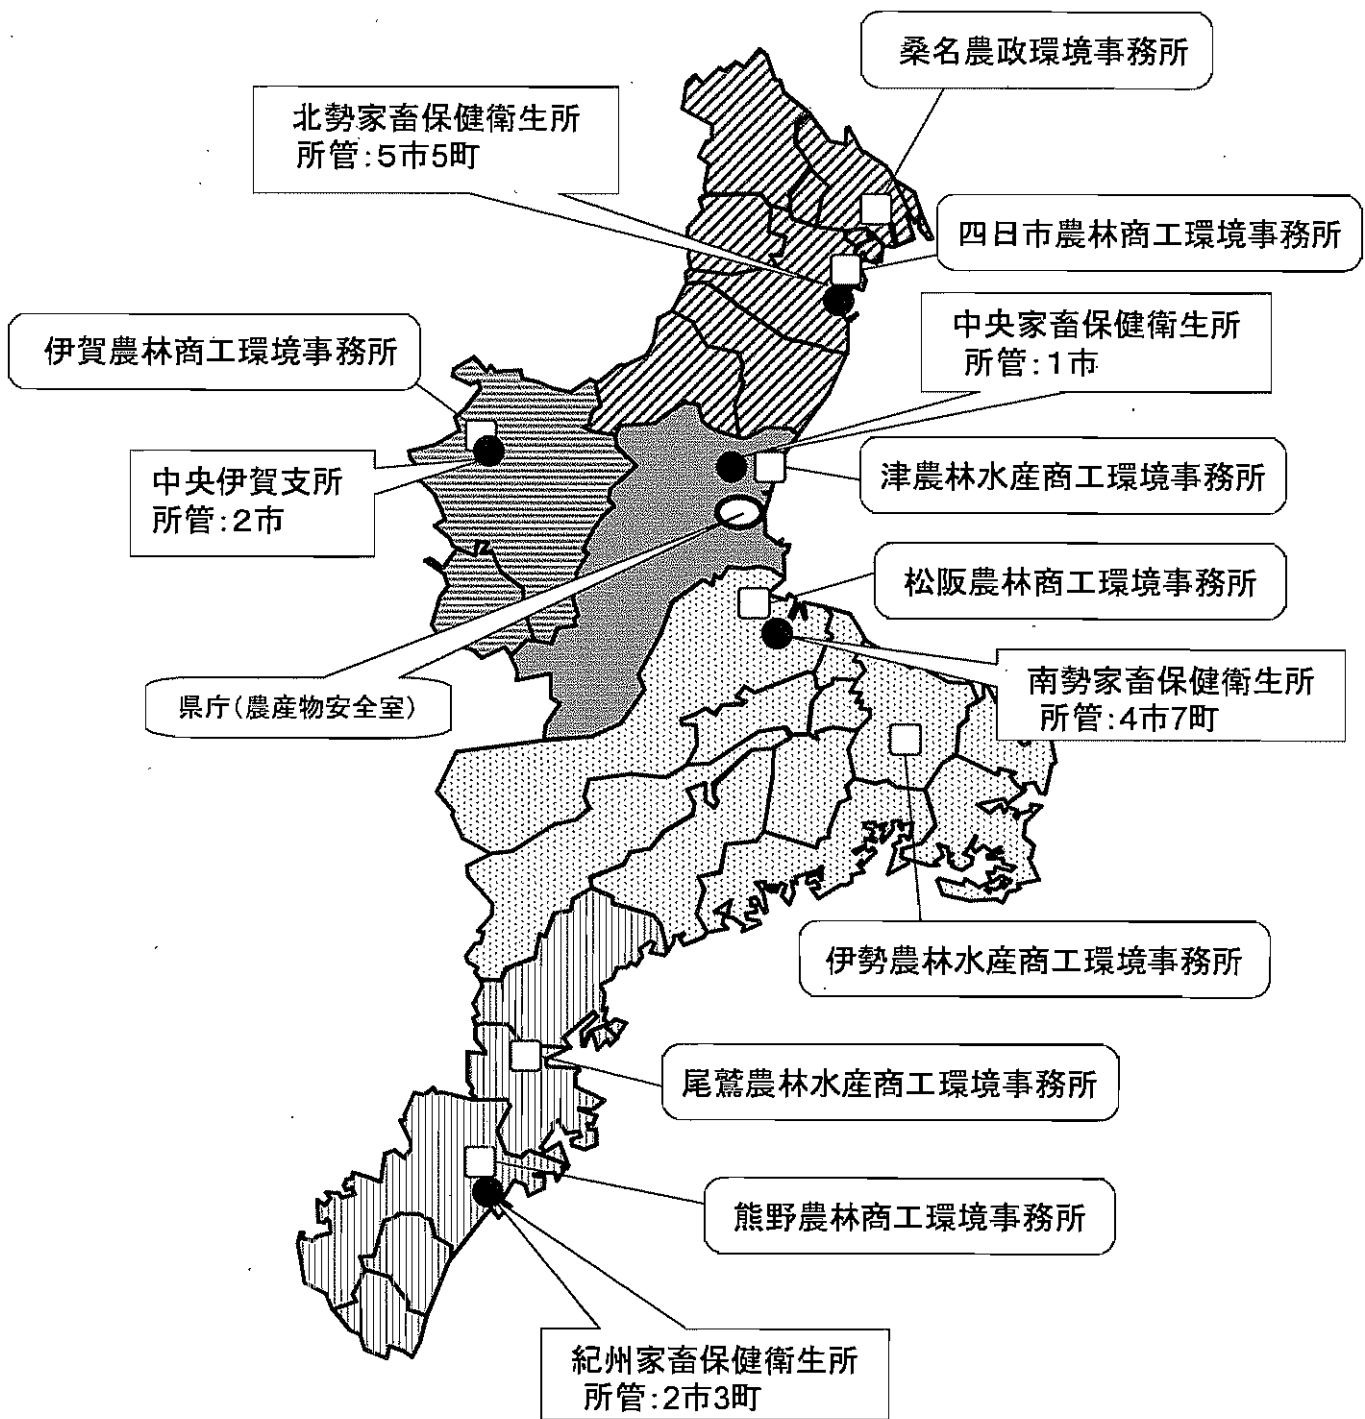 桑名農政環境事務所
北勢家畜保健衛生所
所管:5市5町
四日市農林商工環境事務所
中央家畜保健衛生所
所管:1市
伊賀農林商工環境事務所
津農林水産商工環境事務所
中央伊賀支所
所管:2市
松阪農林商工環境事務所
南勢家畜保健衛生所
所管:4市7町
県庁(農産物安全室)
伊勢農林水産商工環境事務所
尾鷲農林水産商工環境事務所
熊野農林商工環境事務所
紀州家畜保健衛生所
所管:2市3町